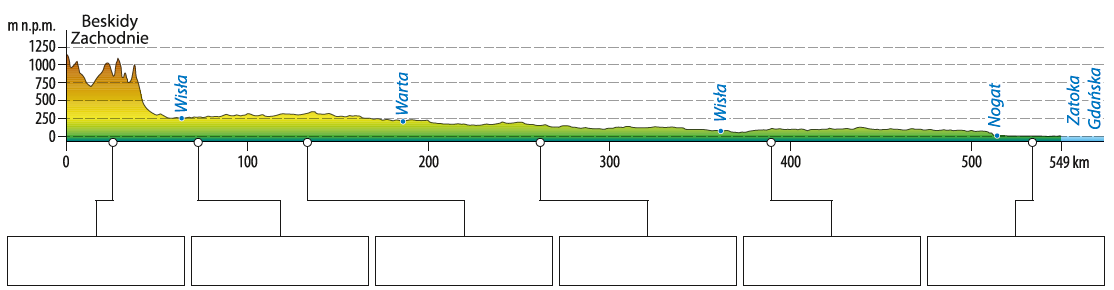 m n.p.m.
Beskidy
Zachodnie
1250
1000
750
500
250
0
Wisła
Warta
Wisła
Nogat
Zatoka
Gdańska
0
100
200
300
400
500
549 km